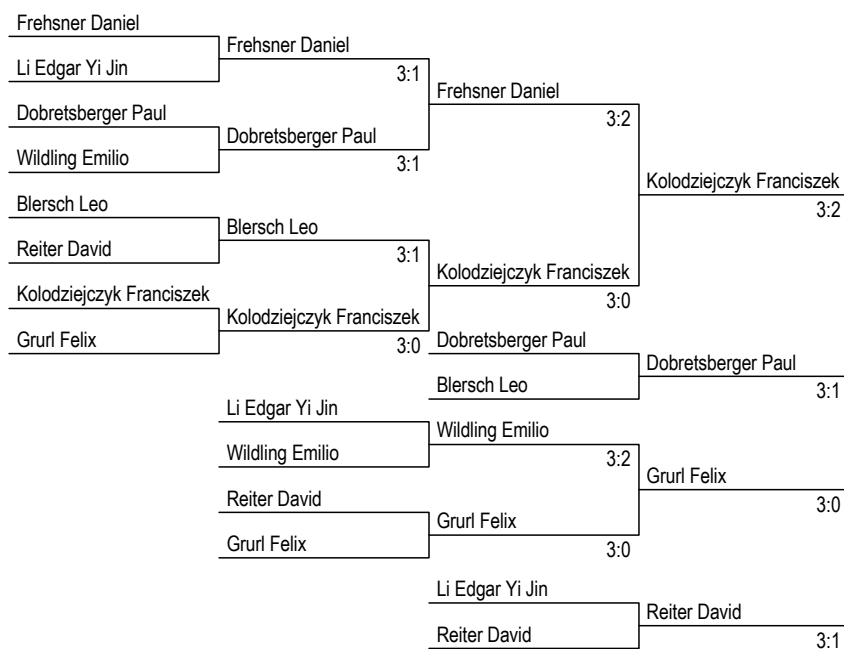 Frehsner Daniel
Frehsner Daniel
Li Edgar Yi Jin
3:1
Frehsner Daniel
Dobretsberger Paul
3:2
Dobretsberger Paul
Wildling Emilio
3:1
Kolodziejczyk Franciszek
3:2
Blersch Leo
Blersch Leo
Reiter David
3:1
Kolodziejczyk Franciszek
Kolodziejczyk Franciszek
3:0
Kolodziejczyk Franciszek
Grurl Felix
3:0
Dobretsberger Paul
Dobretsberger Paul
Blersch Leo
3:1
Li Edgar Yi Jin
Wildling Emilio
Wildling Emilio
3:2
Grurl Felix
Reiter David
3:0
Grurl Felix
Grurl Felix
3:0
Li Edgar Yi Jin
Reiter David
Reiter David
3:1